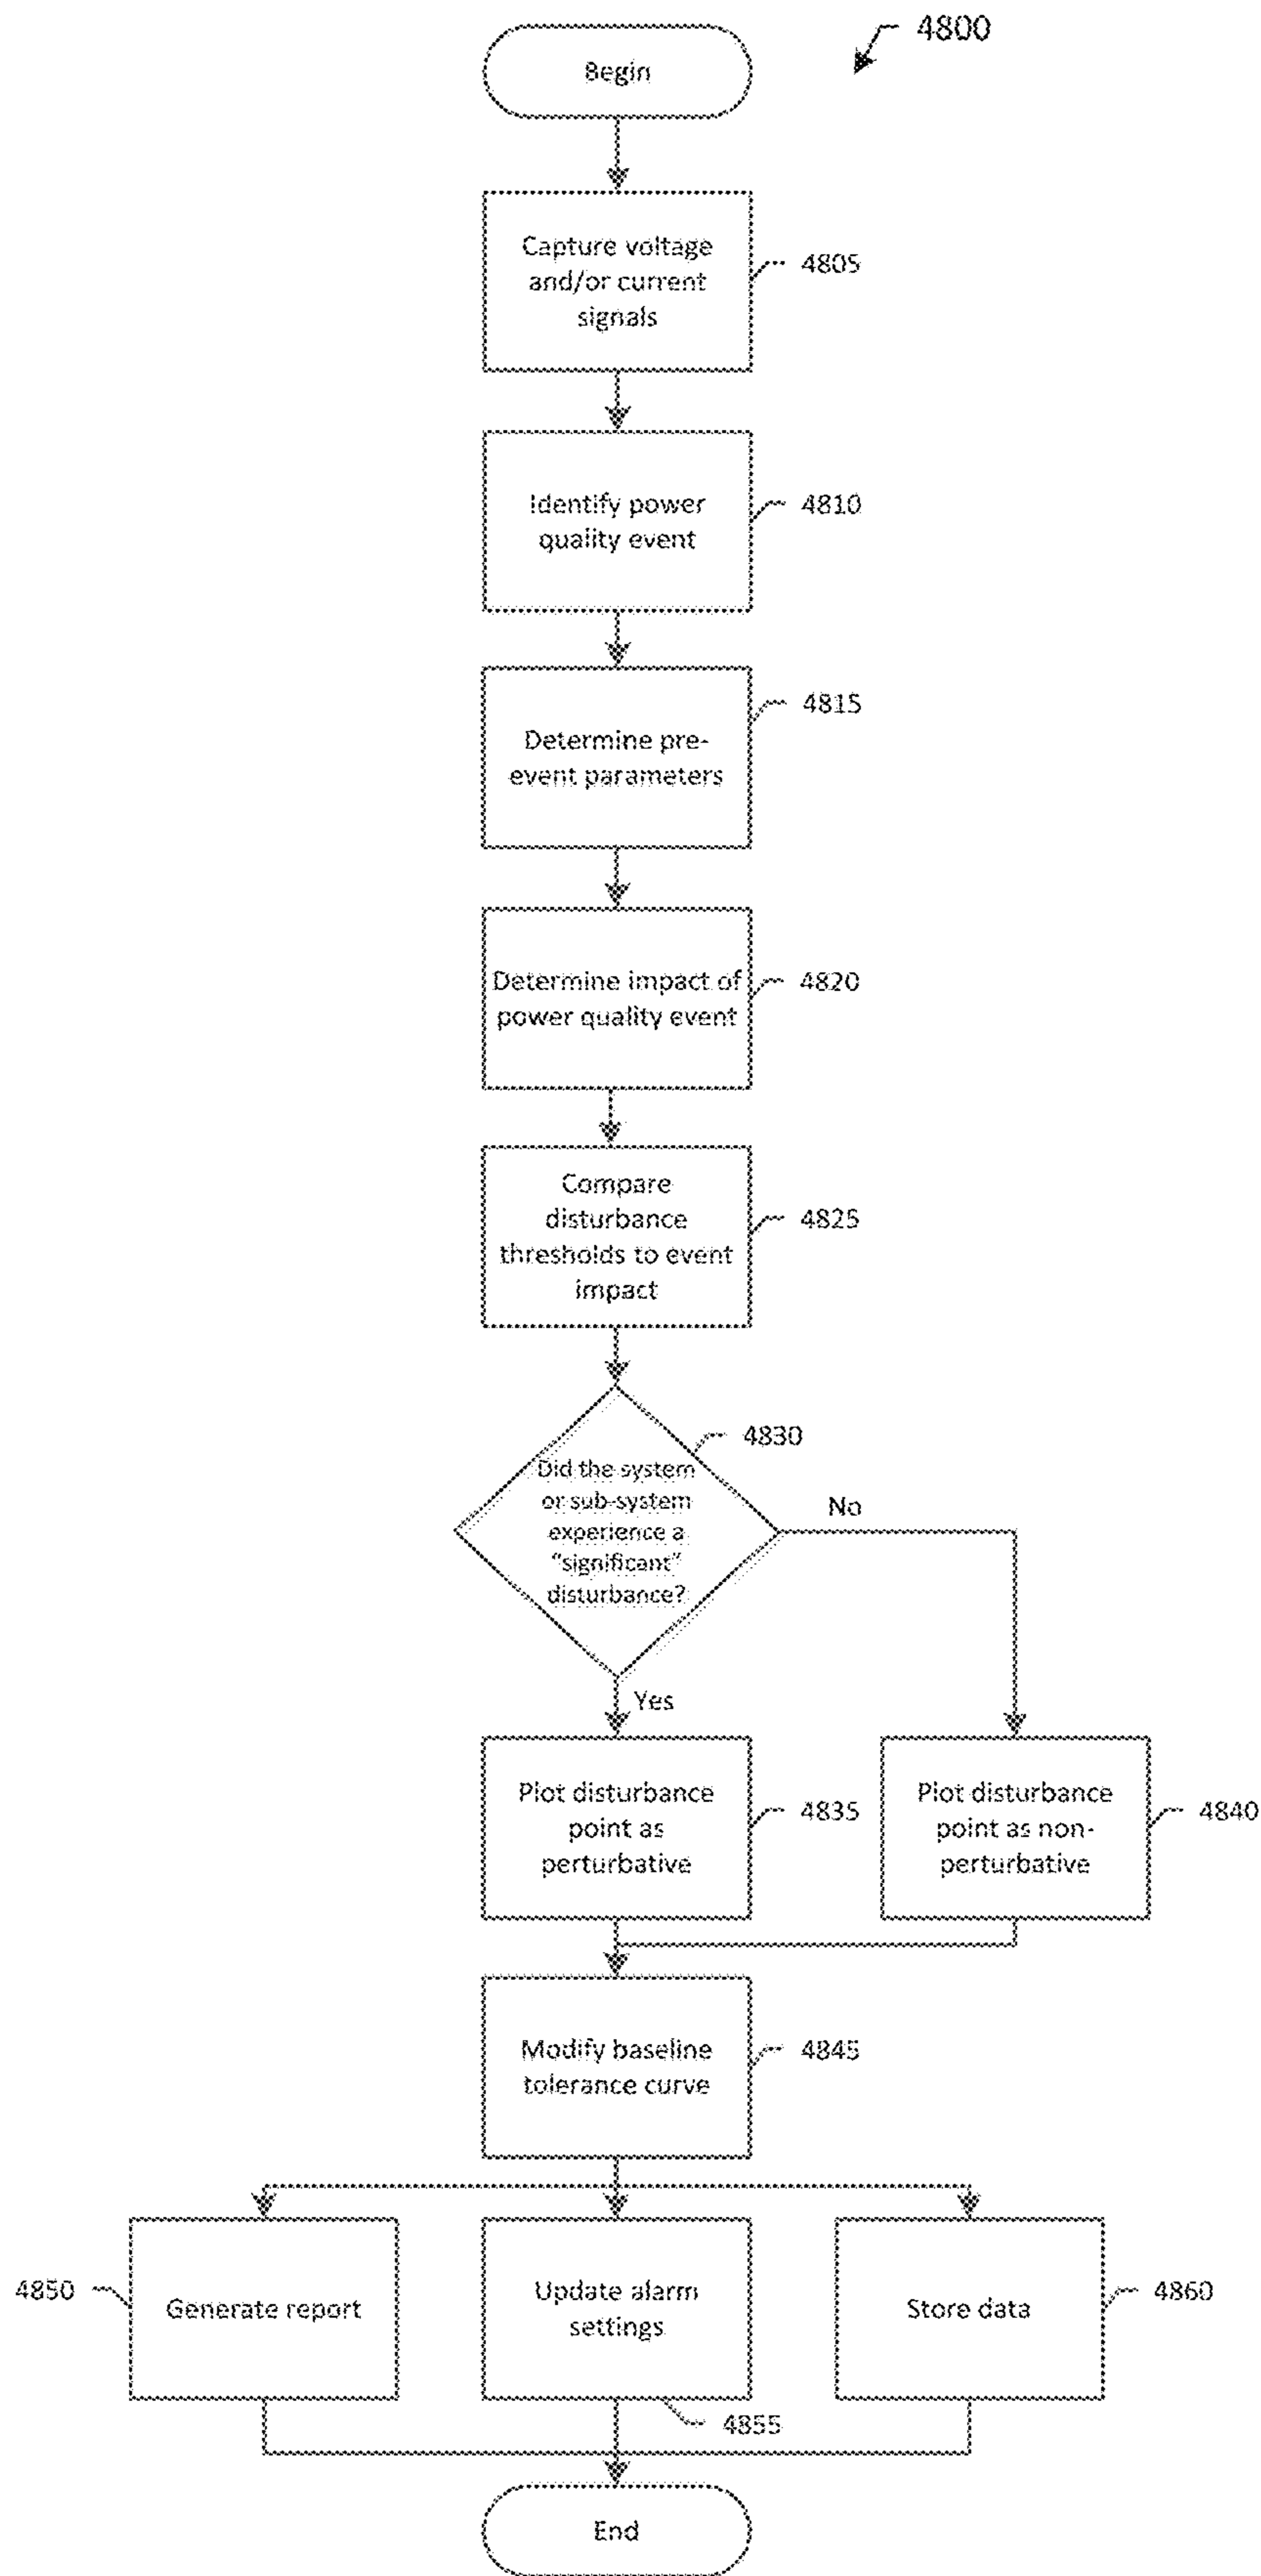 4800
Begin
Capture voltage
and/or current
signals
4805
Identify power
quality event
4810
Determine pre-
event parameters
4815
Determine impact of
power quality event
4820
Compare
disturbance
thresholds to event
impact
4825
Did the system
or sub-system
experience a
“significant”
disturbance?
4830
No
Yes
Plot disturbance
point as
perturbative
4835
Plot disturbance
point as non-
perturbative
4840
Modify baseline
tolerance curve
4845
4850
Generate report
Update alarm
settings
4855
Store data
4860
End